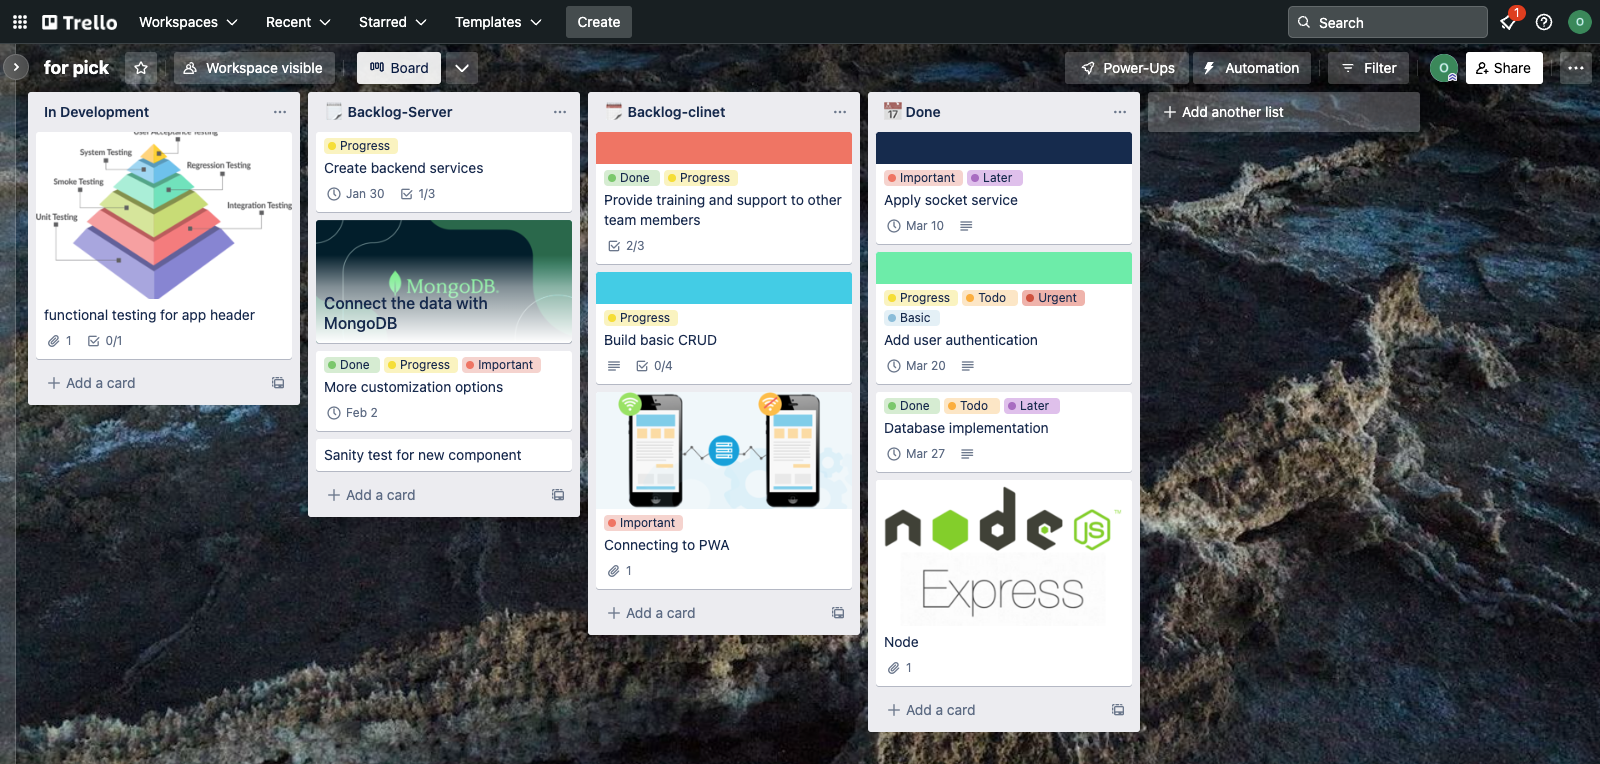 Trello
Workspaces
Recent
Starred
Templates
Create
Search
1
O
for pick
Workspace visible
Board
Power-Ups
Automation
Filter
O
Share
In Development
User Acceptance Testing
System Testing
Regression Testing
Smoke Testing
Integration Testing
Unit Testing
functional testing for app header
1
0/1
Add a card
Backlog-Server
Progress
Create backend services
Jan 30
1/3
MongoDB.
Connect the data with
MongoDB
Done
Progress
Important
More customization options
Feb 2
Sanity test for new component
Add a card
Backlog-clinet
Done
Progress
Provide training and support to other
team members
2/3
Progress
Build basic CRUD
0/4
Important
Connecting to PWA
1
Add a card
Done
Important
Later
Apply socket service
Mar 10
Progress
Todo
Urgent
Basic
Add user authentication
Mar 20
Done
Todo
Later
Database implementation
Mar 27
node
JS
™
Express
Node
1
Add a card
Add another list